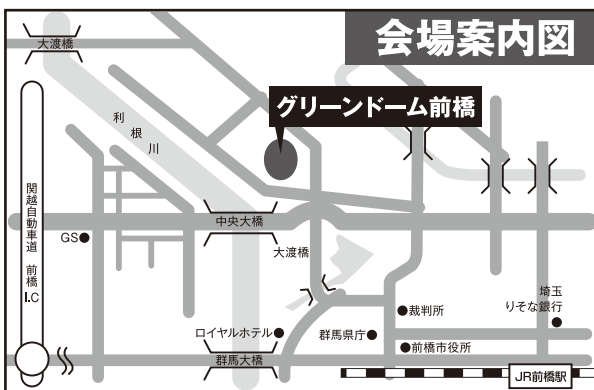 会場案内図
大渡橋
グリーンドーム前橋
利根川
関越自動車道 前橋I.C
中央大橋
GS
大渡橋
埼玉
りそな銀行
裁判所
ロイヤルホテル
群馬県庁
前橋市役所
群馬大橋
JR前橋駅